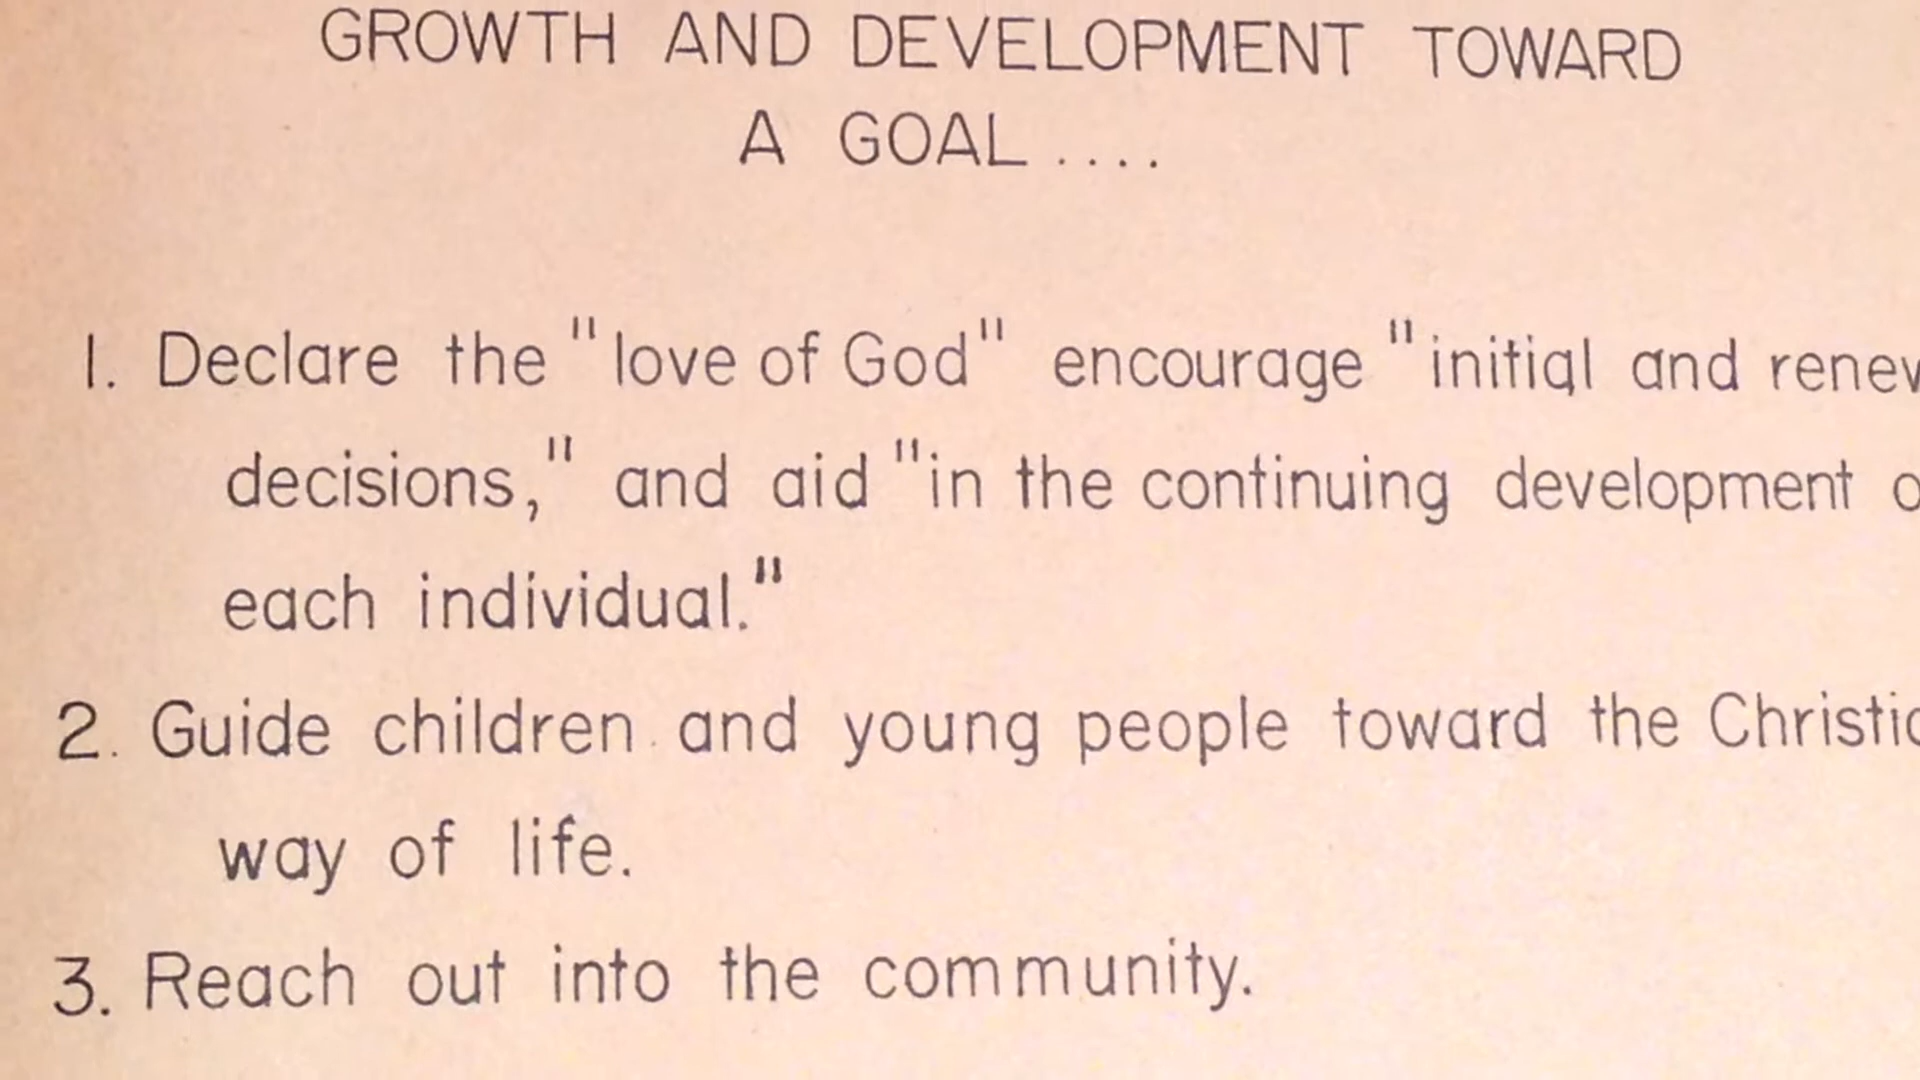 GROWTH AND DEVELOPMENT TOWARD
A GOAL....
1. Declare the "love of God" encourage "initial and
decisions," and aid "in the continuing development
each individual."
2. Guide children and young people toward the
way of life.
3. Reach out into the community.